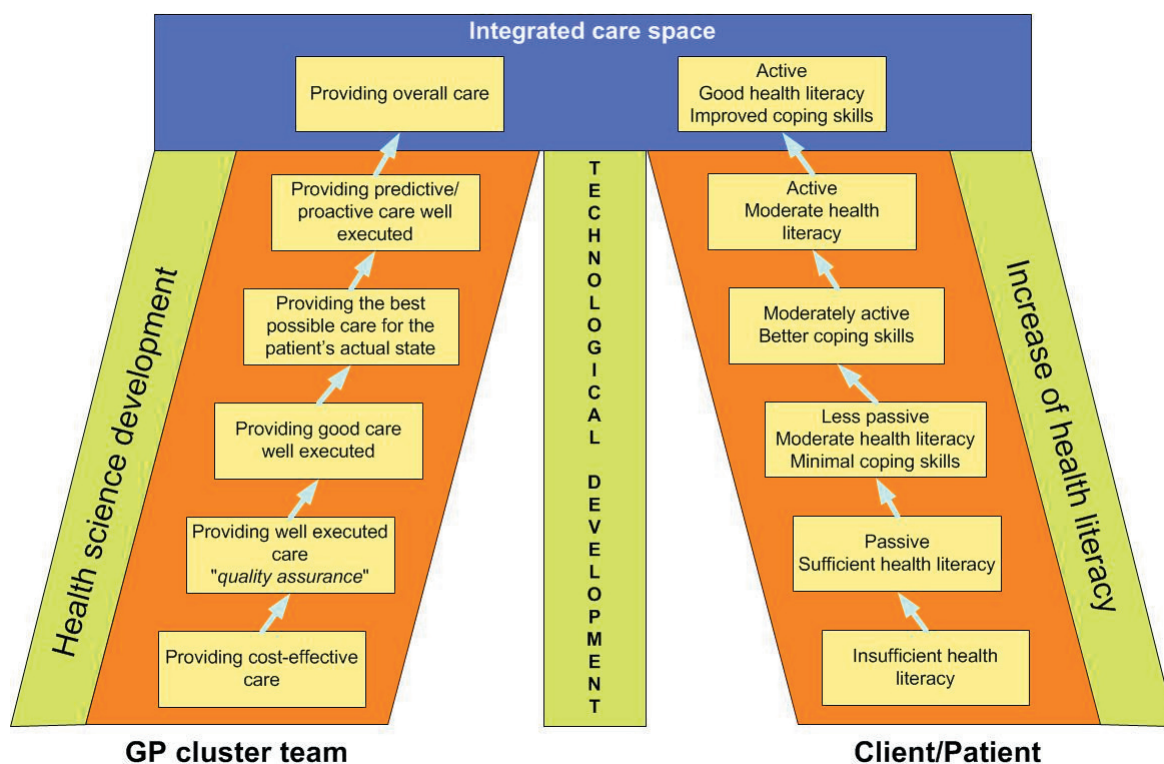 Integrated care space
Providing overall care
Active
Good health literacy
Improved coping skills
Health science development
Providing predictive/
proactive care well
executed
Providing the best
possible care for the
patient's actual state
Providing good care
well executed
Providing well executed
care
"quality assurance"
Providing cost-effective
care
TECHNOLOGICAL DEVELOPMENT
Active
Moderate health
literacy
Moderately active
Better coping skills
Less passive
Moderate health literacy
Minimal coping skills
Passive
Sufficient health literacy
Insufficient health
literacy
Increase of health literacy
GP cluster team
Client/Patient